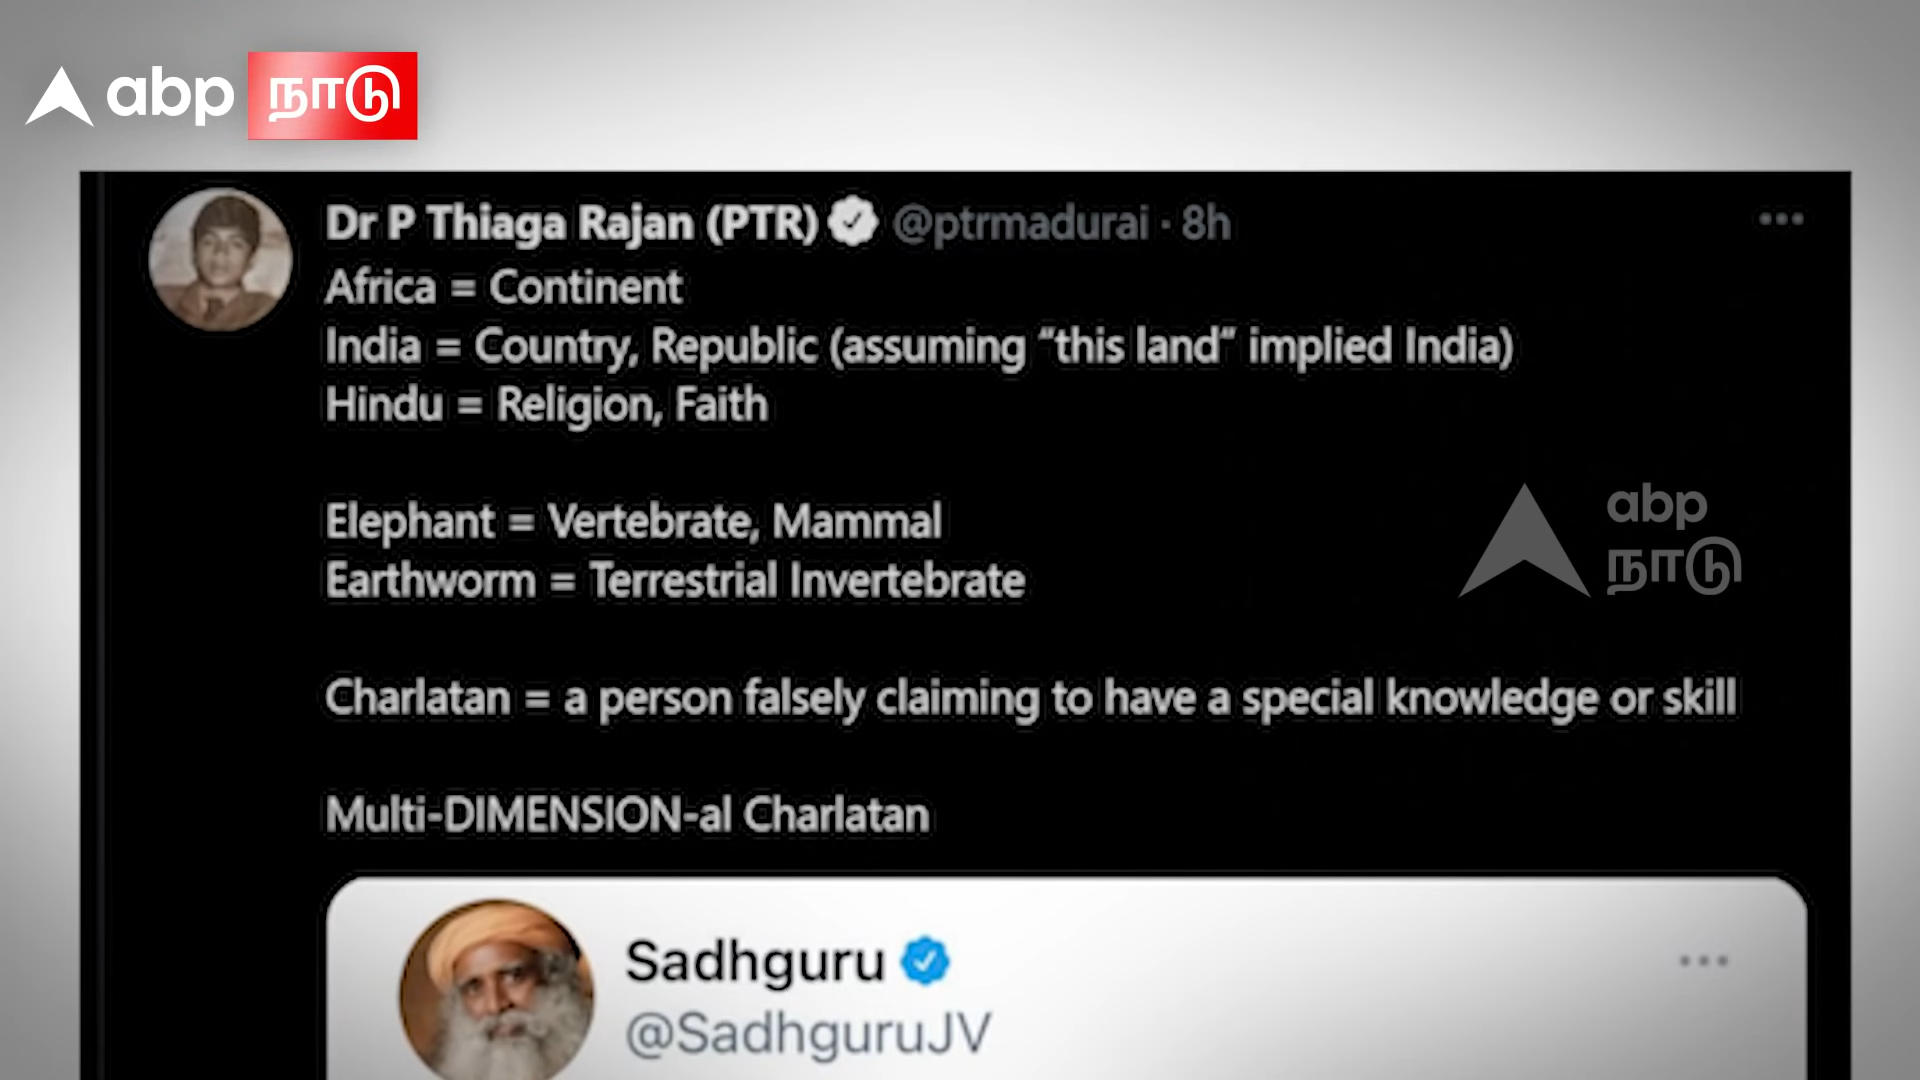 abp நாடு
Dr P Thiaga Rajan (PTR) @ptrmadurai · 8h
Africa = Continent
India = Country, Republic (assuming “this land” implied India)
Hindu = Religion, Faith
Elephant = Vertebrate, Mammal
Earthworm = Terrestrial Invertebrate
abp
நாடு
Charlatan = a person falsely claiming to have a special knowledge or skill
Multi-DIMENSION-al Charlatan
Sadhguru
@SadhguruJV